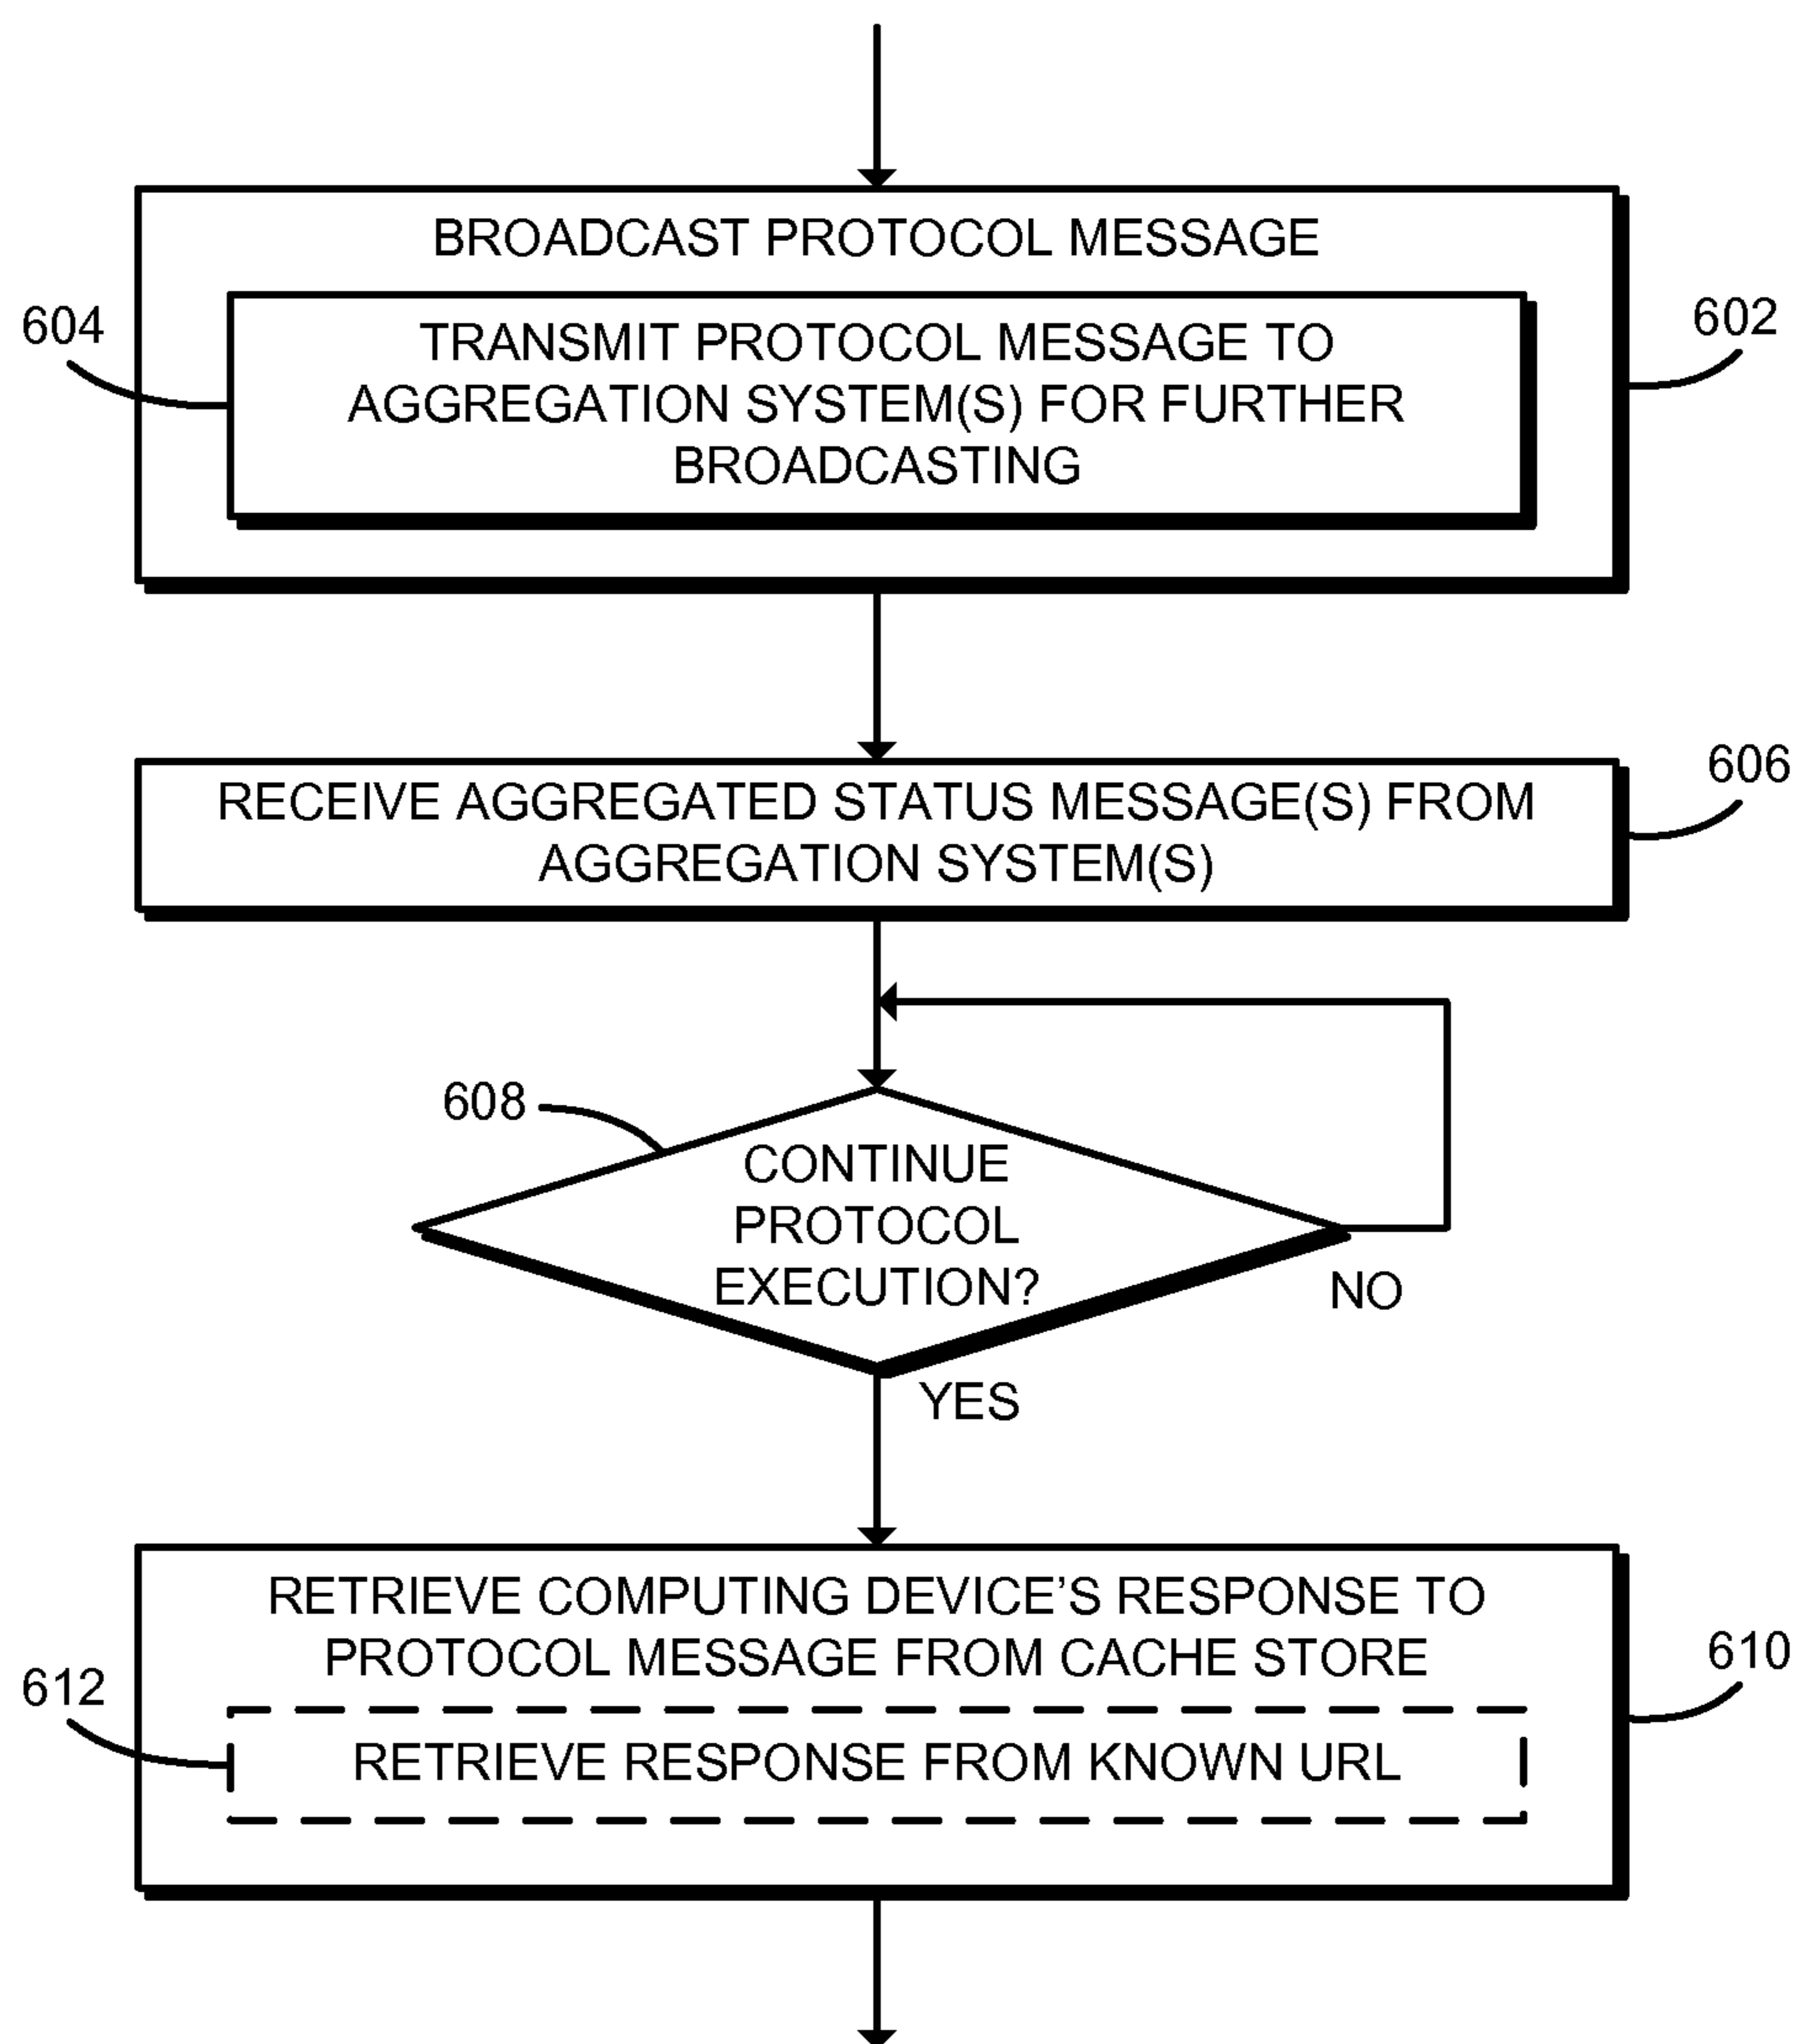 BROADCAST PROTOCOL MESSAGE
604
602
TRANSMIT PROTOCOL MESSAGE TO
AGGREGATION SYSTEM(S) FOR FURTHER
BROADCASTING
606
RECEIVE AGGREGATED STATUS MESSAGE(S) FROM
AGGREGATION SYSTEM(S)
608
CONTINUE
PROTOCOL
EXECUTION?
NO
YES
RETRIEVE COMPUTING DEVICE'S RESPONSE TO
PROTOCOL MESSAGE FROM CACHE STORE
610
612
RETRIEVE RESPONSE FROM KNOWN URL